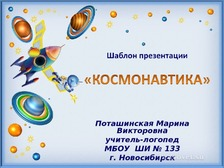 Шаблон презентации
«КОСМОНАВТИКА»
Поташинская Марина
Викторовна
учитель-логопед
МБОУ ШИ № 133
г. Новосибирск